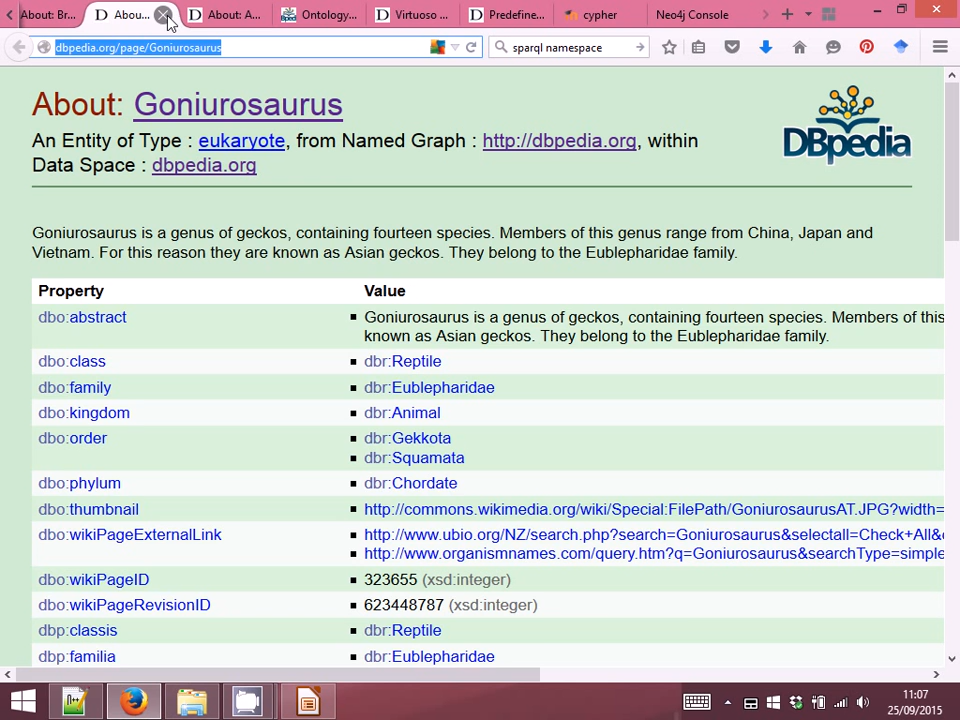 About: Br...
Abou...
About: A...
Ontology...
Virtuoso ...
Predefine...
cypher
Neo4j Console
dbpedia.org/page/Goniurosaurus
sparql namespace
About: Goniurosaurus
DBpedia
An Entity of Type : eukaryote, from Named Graph : http://dbpedia.org, within
Data Space : dbpedia.org
Goniurosaurus is a genus of geckos, containing fourteen species. Members of this genus range from China, Japan and
Vietnam. For this reason they are known as Asian geckos. They belong to the Eublepharidae family.
Property Value
dbo:abstract Goniurosaurus is a genus of geckos, containing fourteen species. Members of this
known as Asian geckos. They belong to the Eublepharidae family.
dbo:class dbr:Reptile
dbo:family dbr:Eublepharidae
dbo:kingdom dbr:Animal
dbo:order dbr:Gekkota
dbr:Squamata
dbo:phylum dbr:Chordate
dbo:thumbnail http://commons.wikimedia.org/wiki/Special:FilePath/GoniurosaurusAT.JPG?width=
dbo:wikiPageExternalLink http://www.ubio.org/NZ/search.php?search=Goniurosaurus&selectall=Check+All&
http://www.organismnames.com/query.htm?q=Goniurosaurus&searchType=simple
dbo:wikiPageID 323655 (xsd:integer)
dbo:wikiPageRevisionID 623448787 (xsd:integer)
dbp:classis dbr:Reptile
dbp:familia dbr:Eublepharidae
11:07
25/09/2015